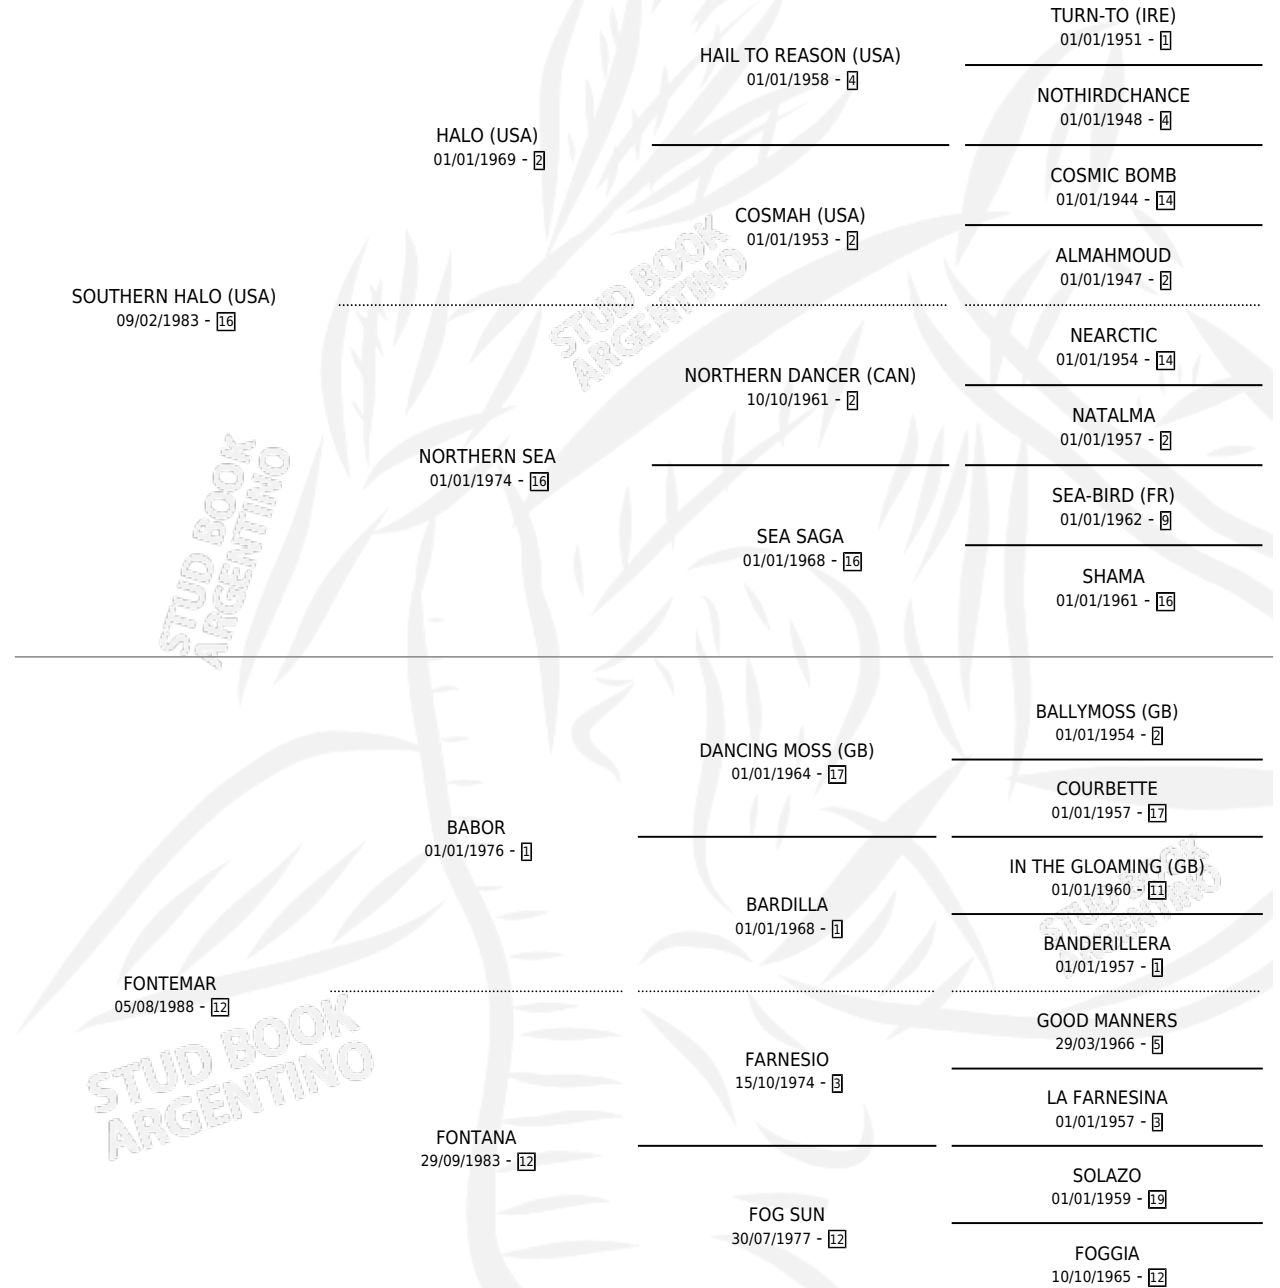 TURN-TO (IRE)
01/01/1951 - 1
HAIL TO REASON (USA)
01/01/1958 - 4
NOTHIRDCHANCE
01/01/1948 - 4
HALO (USA)
01/01/1969 - 2
COSMIC BOMB
01/01/1944 - 14
COSMAH (USA)
01/01/1953 - 2
ALMAHMOUD
01/01/1947 - 2
SOUTHERN HALO (USA)
09/02/1983 - 16
NEARCTIC
01/01/1954 - 14
NORTHERN DANCER (CAN)
10/10/1961 - 2
NATALMA
01/01/1957 - 2
NORTHERN SEA
01/01/1974 - 16
SEA-BIRD (FR)
01/01/1962 - 9
SEA SAGA
01/01/1968 - 16
SHAMA
01/01/1961 - 16
BALLYMOSS (GB)
01/01/1954 - 2
DANCING MOSS (GB)
01/01/1964 - 17
COURBETTE
01/01/1957 - 17
BABOR
01/01/1976 - 1
IN THE GLOAMING (GB)
01/01/1960 - 11
BARDILLA
01/01/1968 - 1
BANDERILLERA
01/01/1957 - 1
FONTEMAR
05/08/1988 - 12
GOOD MANNERS
29/03/1966 - 5
FARNESIO
15/10/1974 - 3
LA FARNESINA
01/01/1957 - 3
FONTANA
29/09/1983 - 12
SOLAZO
01/01/1959 - 19
FOG SUN
30/07/1977 - 12
FOGGIA
10/10/1965 - 12
STUD BOOK
ARGENTINO
STUD BOOK
ARGENTINO
STUD BOOK
ARGENTINO
STUD BOOK
ARGENTINO